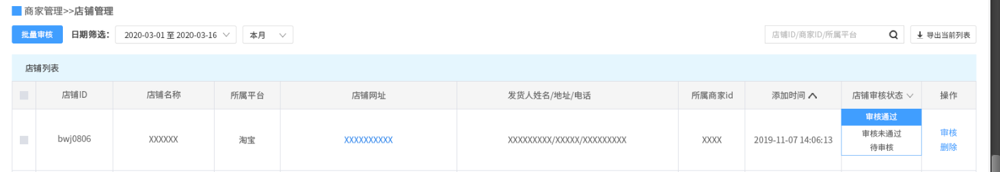 商家管理>>店铺管理
批量审核 日期筛选： 2020-03-01 至 2020-03-16 本月 店铺ID/商家ID/所属平台 导出当前列表
店铺列表
店铺ID 店铺名称 所属平台 店铺网址 发货人姓名/地址/电话 所属商家id 添加时间 店铺审核状态 操作
审核通过
bwj0806 XXXXXX 淘宝 XXXXXXXXXX XXXXXXXXX/XXXXX/XXXXXXXXX XXXX 2019-11-07 14:06:13 审核未通过 审核
待审核 删除